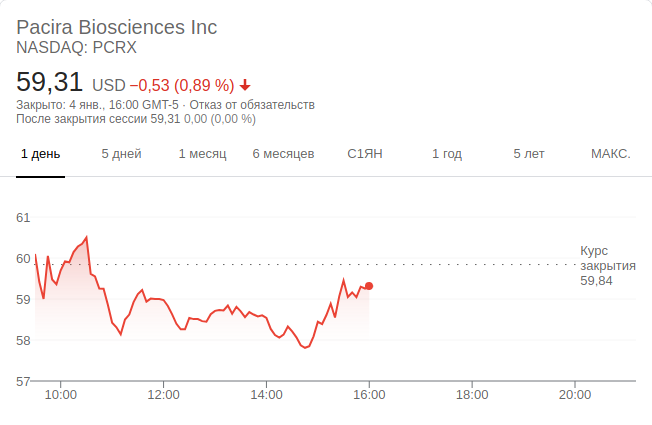 Pacira Biosciences Inc
NASDAQ: PCRX
59,31 USD −0,53 (0,89 %)
Закрыто: 4 янв., 16:00 GMT-5 · Отказ от обязательств
После закрытия сессии 59,31 0,00 (0,00 %)
1 день 5 дней 1 месяц 6 месяцев С1ЯН 1 год 5 лет МАКС.
61
60
59
58
57
Курс
закрытия
59,84
10:00 12:00 14:00 16:00 18:00 20:00